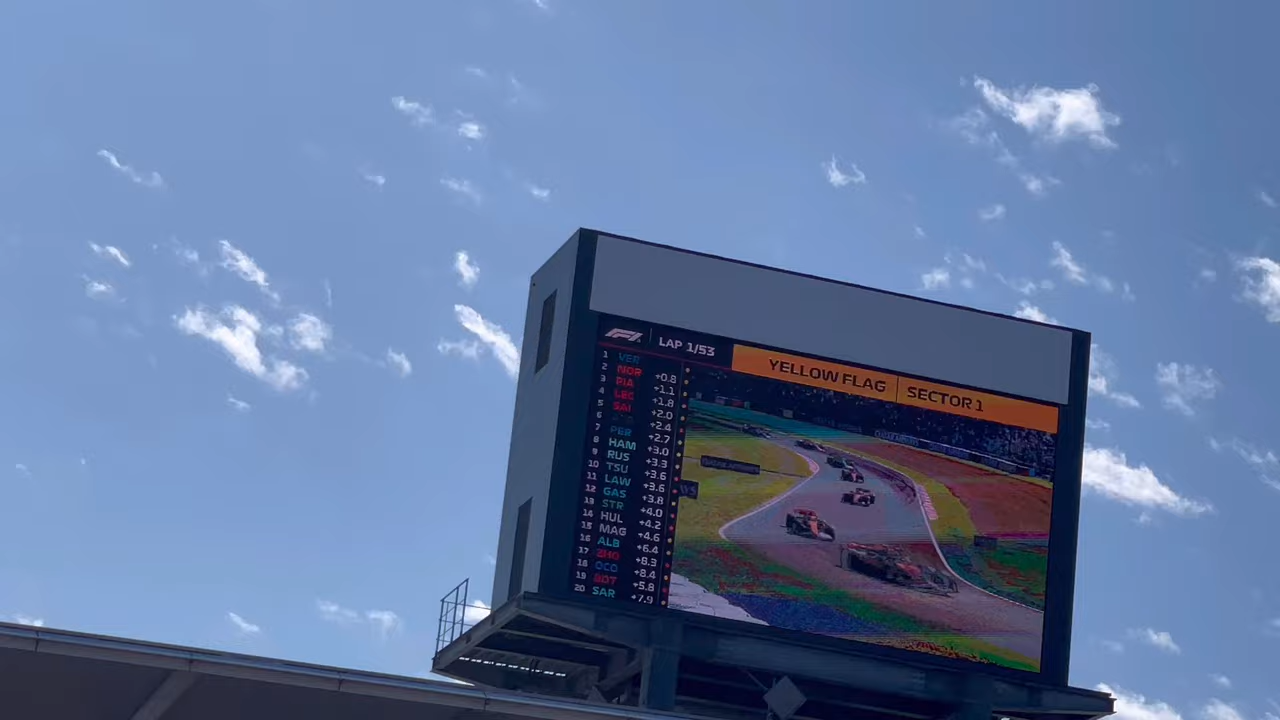 F1 LAP 1/53
YELLOW FLAG SECTOR 1
1 VER
2 NOR +0.8
3 PIA +1.1
4 LEC +1.8
5 SAI +2.0
6 +2.4
7 PER +2.7
8 HAM +3.0
9 RUS +3.3
10 TSU +3.6
11 LAW +3.6
12 GAS +3.8
13 STR +4.0
14 HUL +4.2
15 MAG +4.6
16 ALB +6.4
17 ZHO +8.3
18 OCO +8.4
19 BOT +5.8
20 SAR +7.9